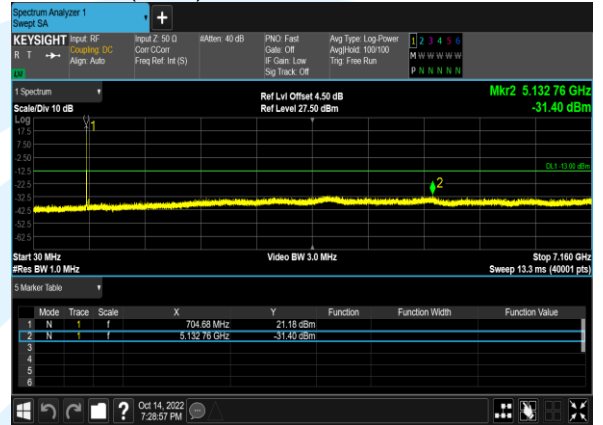 Spectrum Analyzer 1
Swept SA
+
KEYSIGHT Input: RF Input Z: 50 Ω #Atten: 40 dB PNO: Fast Avg Type: Log-Power 1 2 3 4 5 6
R T Coupling: DC Corr CCorr Gate: Off Avg|Hold: 100/100 M W W W W W
Align: Auto Freq Ref: Int (S) IF Gain: Low Trig: Free Run P N N N N N
LVI Sig Track: Off
1 Spectrum Ref Lvl Offset 4.50 dB Mkr2 5.132 76 GHz
Scale/Div 10 dB Ref Level 27.50 dBm -31.40 dBm
Log
1
17.5
7.50
-2.50
-12.5 DL1 -13.00 dBm
-22.5 2
-32.5
-42.5
-52.5
-62.5
Start 30 MHz Video BW 3.0 MHz Stop 7.160 GHz
#Res BW 1.0 MHz Sweep 13.3 ms (40001 pts)
5 Marker Table
Mode Trace Scale X Y Function Function Width Function Value
1 N 1 f 704.68 MHz 21.18 dBm
2 N 1 f 5.132 76 GHz -31.40 dBm
3
4
5
6
? Oct 14, 2022
7:28:57 PM